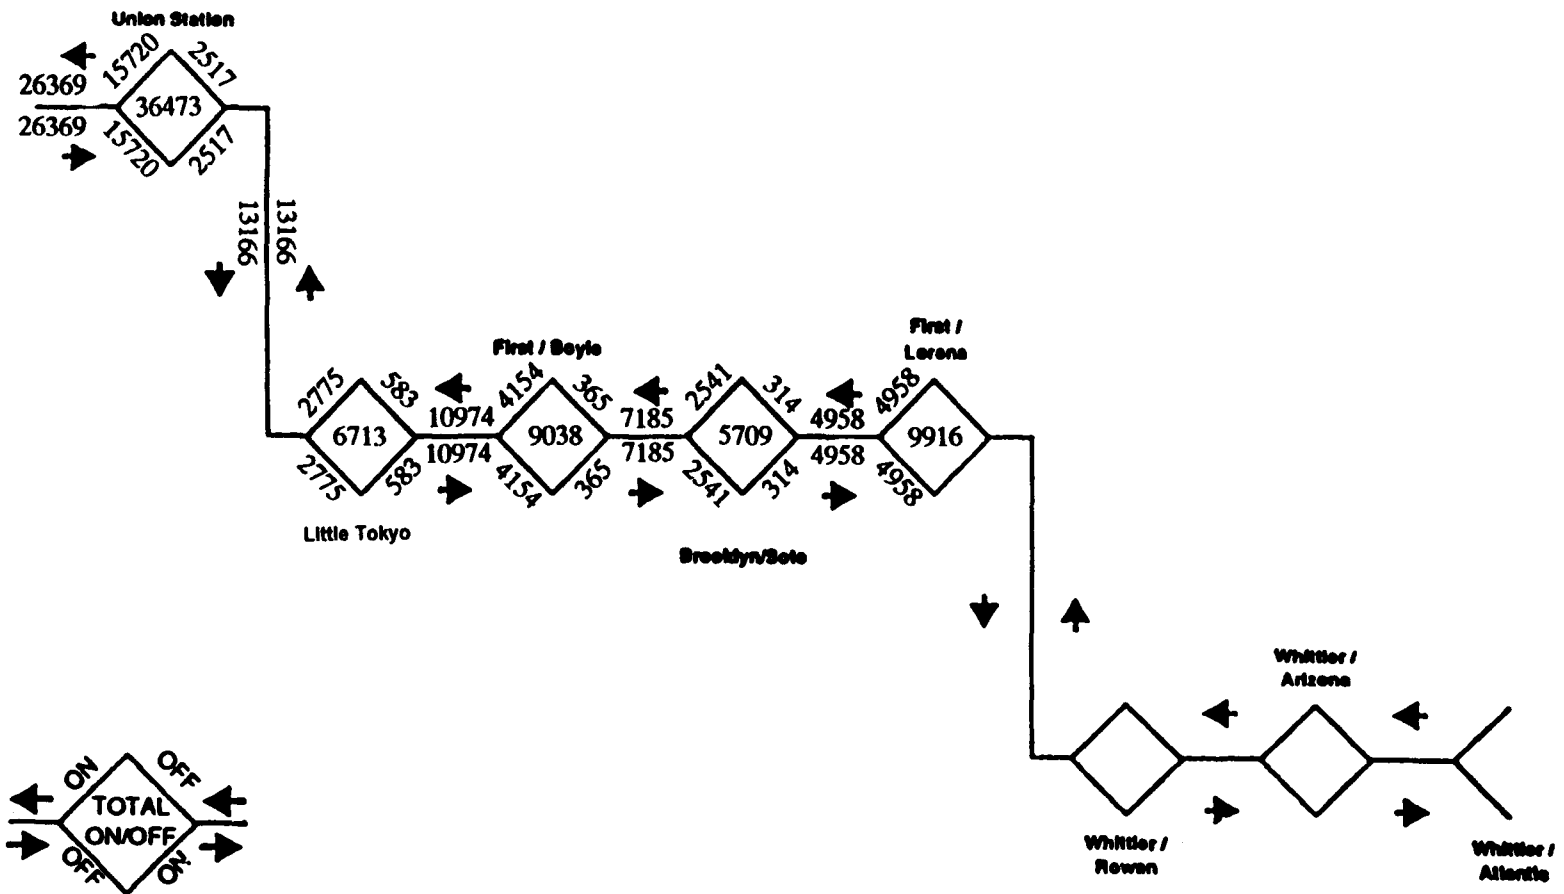 Union Station
26369
15720
2517
36473
26369
15720
2517
13166
13166
First / Boyle
First /
Lorena
2775
583
6713
2775
583
10974
10974
4154
365
9038
4154
365
7185
7185
2541
314
5709
2541
314
4958
4958
4958
9916
4958
Little Tokyo
Brooklyn/Soto
Whittier /
Arizona
Whittier /
Rowan
Whittier /
Atlantic
ON
OFF
TOTAL
ON/OFF
OFF
ON